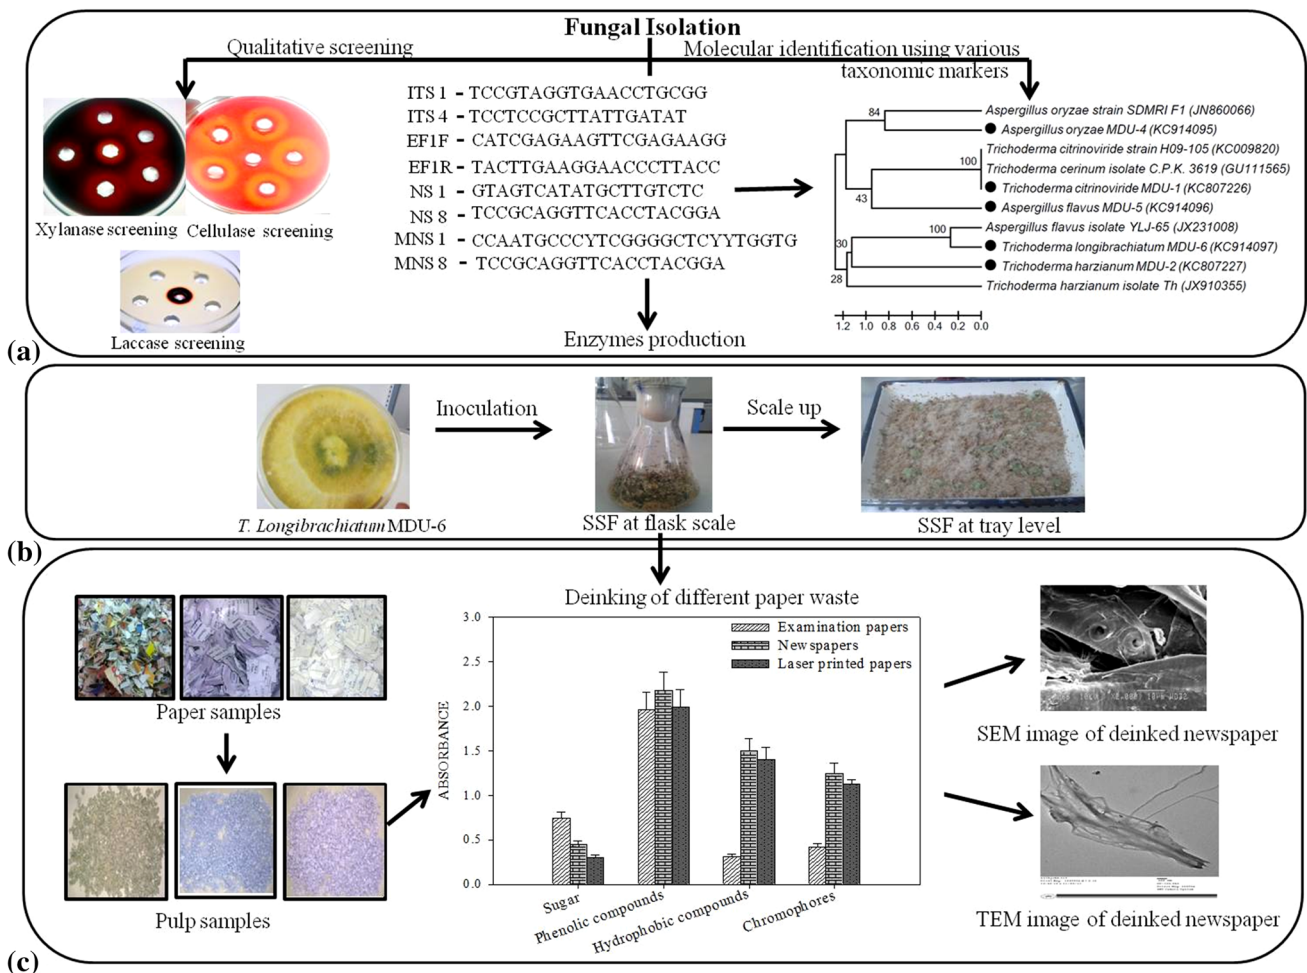 Fungal Isolation
Qualitative screening
Molecular identification using various
taxonomic markers
Xylanase screening
Cellulase screening
Laccase screening
ITS 1 - TCCGTAGGTGAACCTGCGG
ITS 4 - TCCTCCGCTTATTGATAT
EF1F - CATCGAGAAGTTCGAGAAGG
EF1R - TACTTGAAGGAACCCTTACC
NS 1 - GTAGTCATATGCTTGTCTC
NS 8 - TCCGCAGGTTCACCTACGGA
MNS 1 - CCAATGCCCYTCGGGGCTCYYTGGTG
MNS 8 - TCCGCAGGTTCACCTACGGA
Enzymes production
84
100
43
100
30
28
Aspergillus oryzae strain SDMRI F1 (JN860066)
Aspergillus oryzae MDU-4 (KC914095)
Trichoderma citrinoviride strain H09-105 (KC009820)
Trichoderma cerinum isolate C.P.K. 3619 (GU111565)
Trichoderma citrinoviride MDU-1 (KC807226)
Aspergillus flavus MDU-5 (KC914096)
Aspergillus flavus isolate YLJ-65 (JX231008)
Trichoderma longibrachiatum MDU-6 (KC914097)
Trichoderma harzianum MDU-2 (KC807227)
Trichoderma harzianum isolate Th (JX910355)
1.2 1.0 0.8 0.6 0.4 0.2 0.0
(a)
Inoculation
Scale up
T. Longibrachiatum MDU-6
SSF at flask scale
SSF at tray level
(b)
Paper samples
Pulp samples
Deinking of different paper waste
ABSORBANCE
3.0
2.5
2.0
1.5
1.0
0.5
0.0
Examination papers
Newspapers
Laser printed papers
Sugar
Phenolic compounds
Hydrophobic compounds
Chromophores
SEM image of deinked newspaper
TEM image of deinked newspaper
(c)